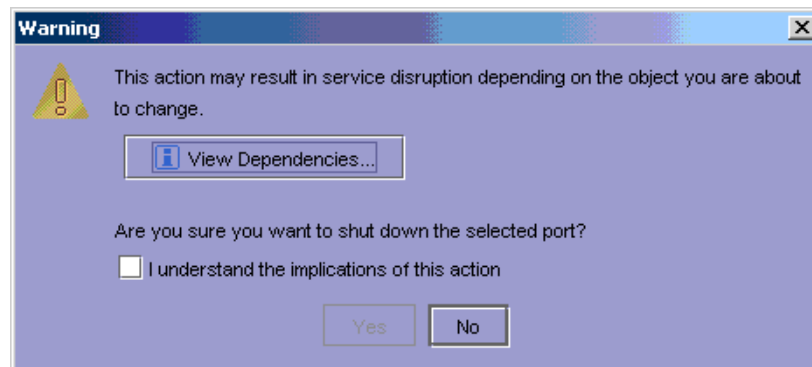 Warning
This action may result in service disruption depending on the object you are about
to change.
View Dependencies...
Are you sure you want to shut down the selected port?
I understand the implications of this action
Yes No